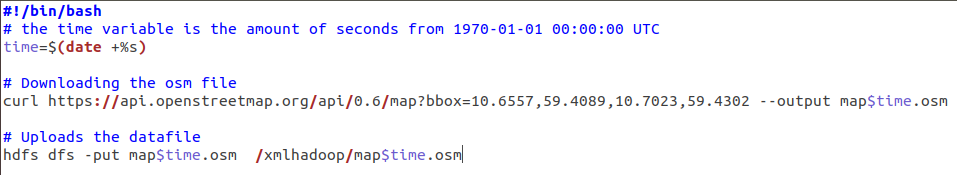 #!/bin/bash
# the time variable is the amount of seconds from 1970-01-01 00:00:00 UTC
time=$(date +%s)
# Downloading the osm file
curl https://api.openstreetmap.org/api/0.6/map?bbox=10.6557,59.4089,10.7023,59.4302 --output map$time.osm
# Uploads the datafile
hdfs dfs -put map$time.osm  /xmlhadoop/map$time.osm